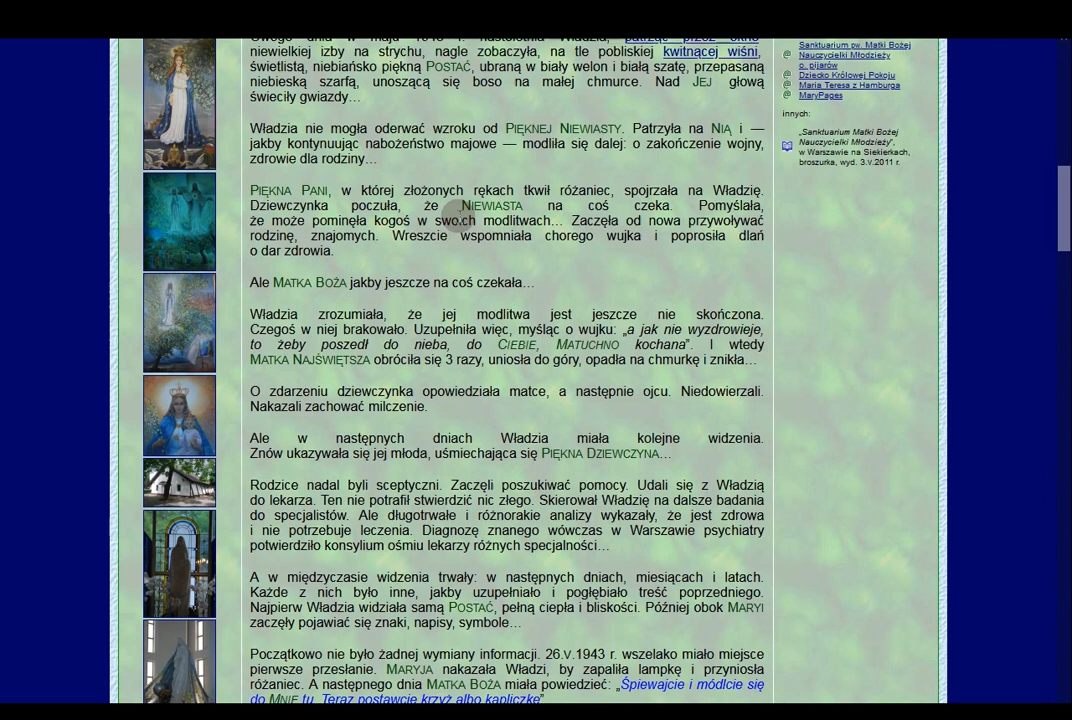 niewielkiej izby na strychu, nagle zobaczyła, na tle pobliskiej kwitnącej wiśni,
świetlistą, niebiańsko piękną POSTAĆ, ubraną w biały welon i białą szatę, przepasaną
niebieską szarfą, unoszącą się boso na małej chmurce. Nad JEJ głową
świeciły gwiazdy…
Władzia nie mogła oderwać wzroku od PIĘKNEJ NIEWIASTY. Patrzyła na NIĄ i —
jakby kontynuując nabożeństwo majowe — modliła się dalej: o zakończenie wojny,
zdrowie dla rodziny…
PIĘKNA PANI, w której złożonych rękach tkwił różaniec, spojrzała na Władzię.
Dziewczynka poczuła, że NIEWIASTA na coś czeka. Pomyślała,
że może pominęła kogoś w swoich modlitwach… Zaczęła od nowa przywoływać
rodzinę, znajomych. Wreszcie wspomniała chorego wujka i poprosiła dlań
o dar zdrowia.
Ale MATKA BOŻA jakby jeszcze na coś czekała…
Władzia zrozumiała, że jej modlitwa jest jeszcze nie skończona.
Czegoś w niej brakowało. Uzupełniła więc, myśląc o wujku: „a jak nie wyzdrowieje,
to żeby poszedł do nieba, do CIEBIE, MATUCHNO kochana”. I wtedy
MATKA NAJŚWIĘTSZA obróciła się 3 razy, uniosła do góry, opadła na chmurkę i znikła…
O zdarzeniu dziewczynka opowiedziała matce, a następnie ojcu. Niedowierzali.
Nakazali zachować milczenie.
Ale w następnych dniach Władzia miała kolejne widzenia.
Znów ukazywała się jej młoda, uśmiechająca się PIĘKNA DZIEWCZYNA…
Rodzice nadal byli sceptyczni. Zaczęli poszukiwać pomocy. Udali się z Władzią
do lekarza. Ten nie potrafił stwierdzić nic złego. Skierował Władzię na dalsze badania
do specjalistów. Ale długotrwałe i różnorakie analizy wykazały, że jest zdrowa
i nie potrzebuje leczenia. Diagnozę znanego wówczas w Warszawie psychiatry
potwierdziło konsylium ośmiu lekarzy różnych specjalności…
A w międzyczasie widzenia trwały: w następnych dniach, miesiącach i latach.
Każde z nich było inne, jakby uzupełniało i pogłębiało treść poprzedniego.
Najpierw Władzia widziała samą POSTAĆ, pełną ciepła i bliskości. Później obok MARYI
zaczęły pojawiać się znaki, napisy, symbole…
Początkowo nie było żadnej wymiany informacji. 26.V.1943 r. wszelako miało miejsce
pierwsze przesłanie. MARYJA nakazała Władzi, by zapaliła lampkę i przyniosła
różaniec. A następnego dnia MATKA BOŻA miała powiedzieć: „Śpiewajcie i módlcie się
do MNIE tu. Teraz postawcie krzyż albo kapliczkę”
Sanktuarium pw. Matki Bożej
Nauczycielki Młodzieży
o. pijarów
Dziecko Królowej Pokoju
Maria Teresa z Hamburga
MaryPages
innych:
„Sanktuarium Matki Bożej
Nauczycielki Młodzieży”,
w Warszawie na Siekierkach,
broszurka, wyd. 3.V.2011 r.